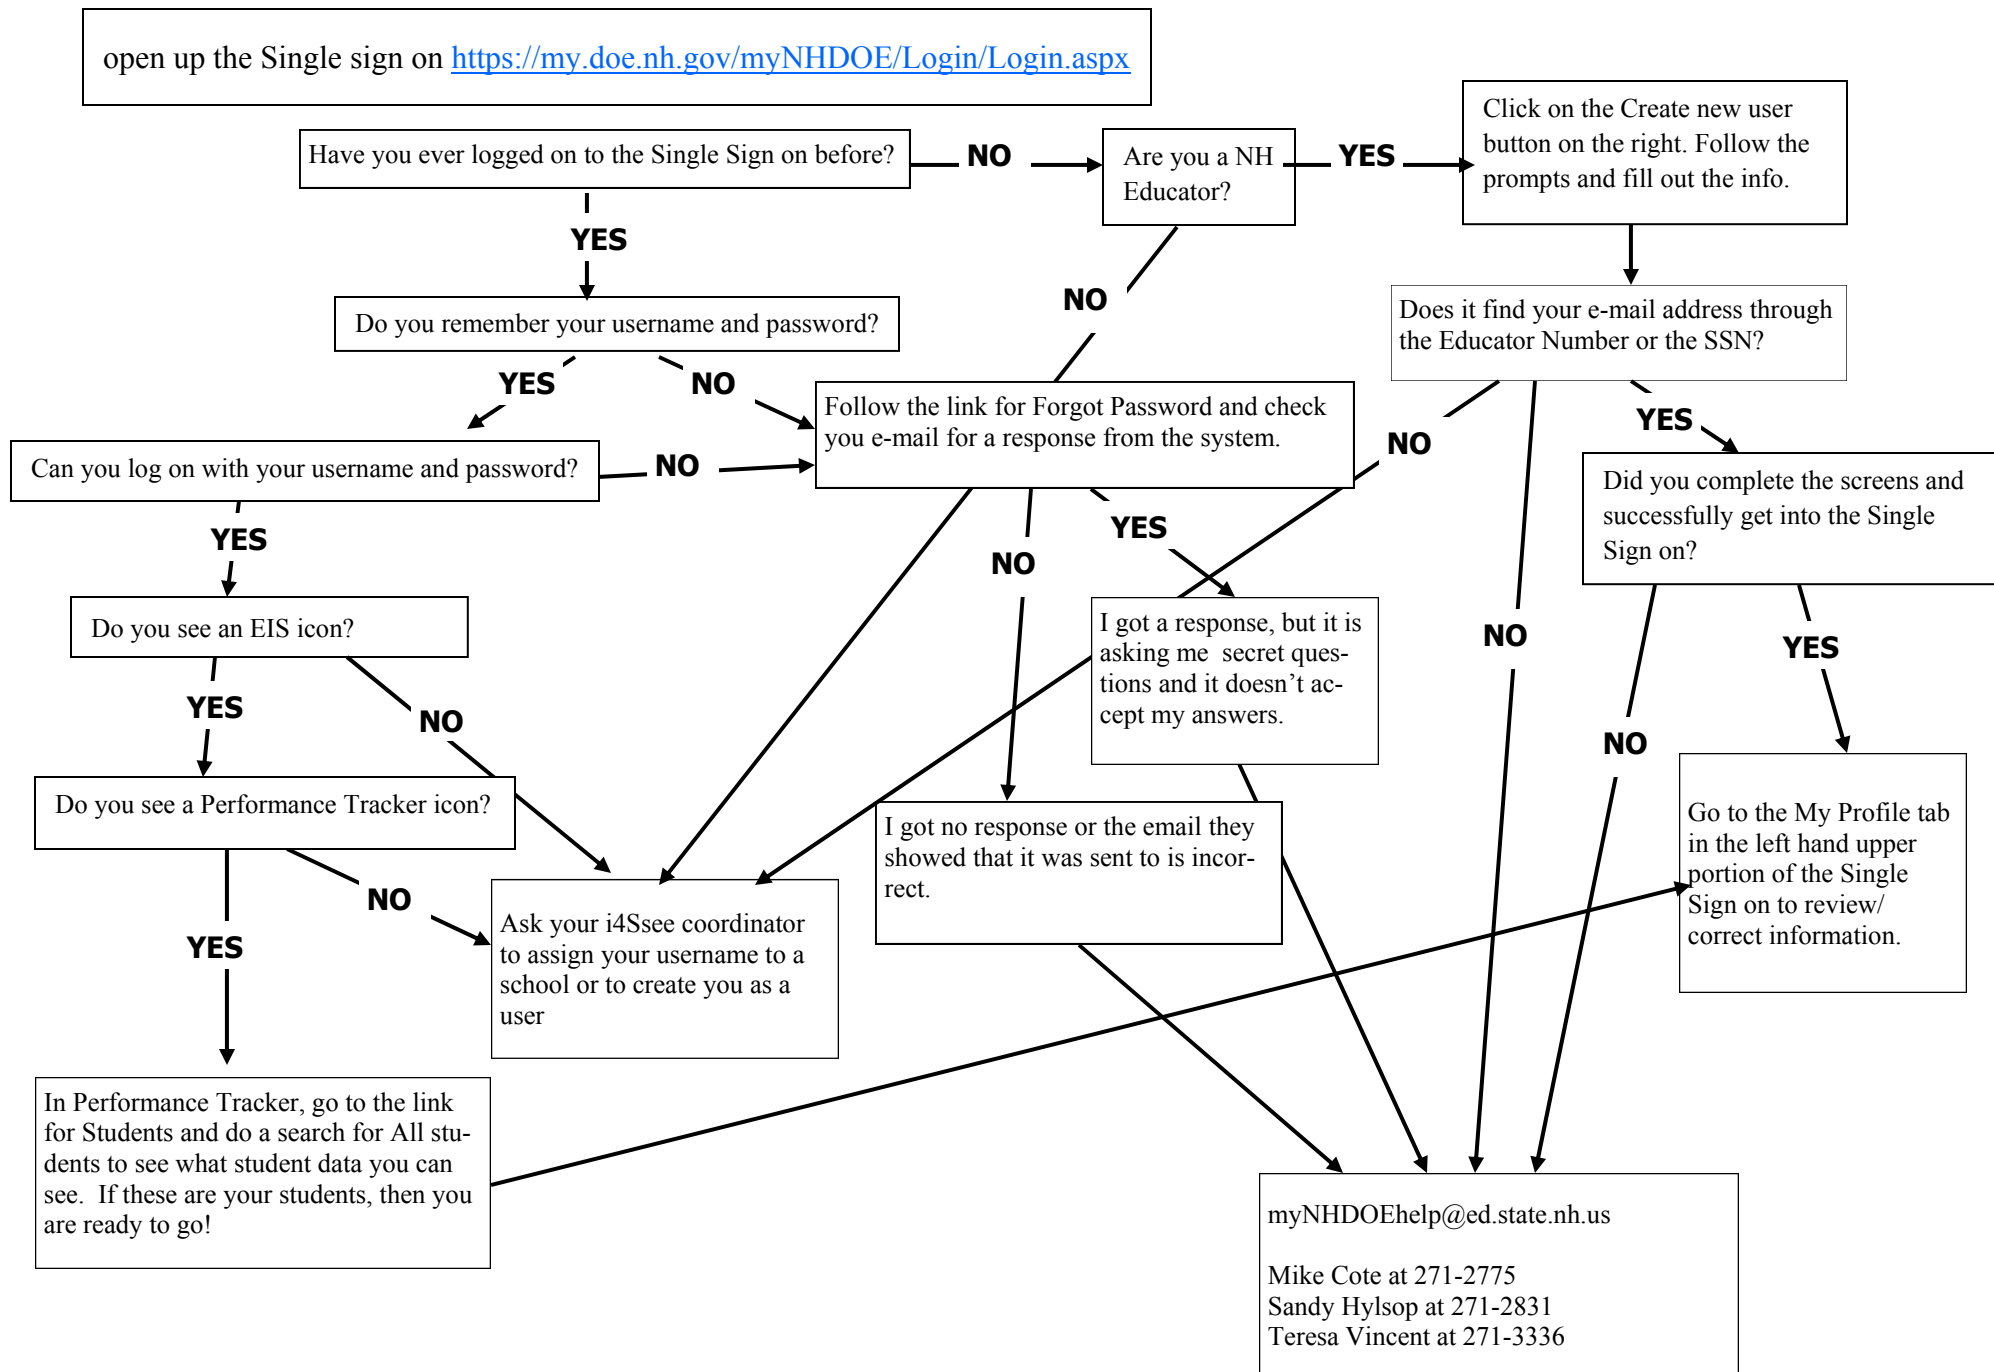 open up the Single sign on https://my.doe.nh.gov/myNHDOE/Login/Login.aspx
Have you ever logged on to the Single Sign on before?
NO
Are you a NH
Educator?
YES
Click on the Create new user
button on the right. Follow the
prompts and fill out the info.
YES
NO
Do you remember your username and password?
Does it find your e-mail address through
the Educator Number or the SSN?
YES
NO
Follow the link for Forgot Password and check
you e-mail for a response from the system.
NO
YES
Can you log on with your username and password?
NO
Did you complete the screens and
successfully get into the Single
Sign on?
YES
NO
YES
Do you see an EIS icon?
I got a response, but it is
asking me  secret ques-
tions and it doesn't ac-
cept my answers.
NO
YES
YES
NO
NO
Do you see a Performance Tracker icon?
I got no response or the email they
showed that it was sent to is incor-
rect.
Go to the My Profile tab
in the left hand upper
portion of the Single
Sign on to review/
correct information.
NO
YES
Ask your i4Ssee coordinator
to assign your username to a
school or to create you as a
user
In Performance Tracker, go to the link
for Students and do a search for All stu-
dents to see what student data you can
see.  If these are your students, then you
are ready to go!
myNHDOEhelp@ed.state.nh.us
Mike Cote at 271-2775
Sandy Hylsop at 271-2831
Teresa Vincent at 271-3336